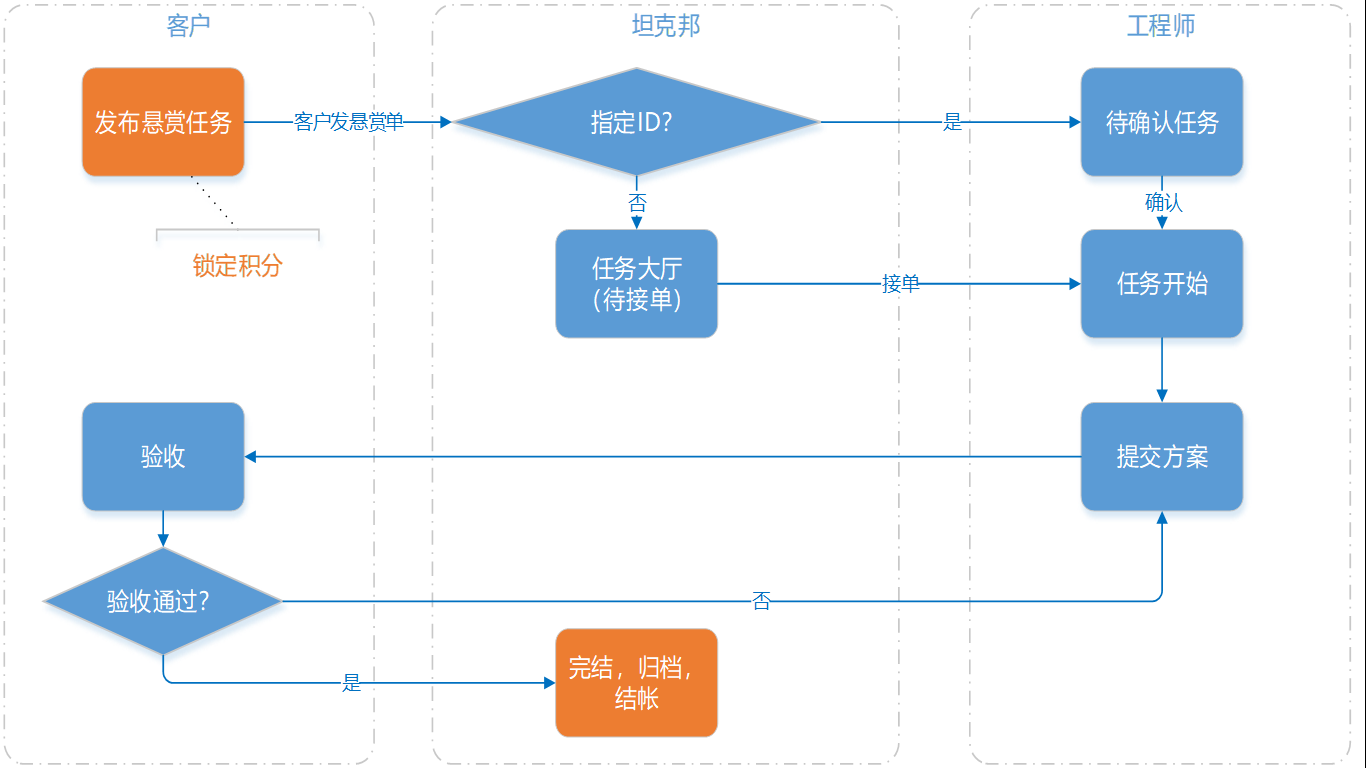 客户
坦克邦
工程师
发布悬赏任务
客户发悬赏单
指定ID?
是
待确认任务
否
确认
锁定积分
任务大厅
（待接单）
接单
任务开始
验收
提交方案
验收通过?
否
完结，归档，
结帐
是